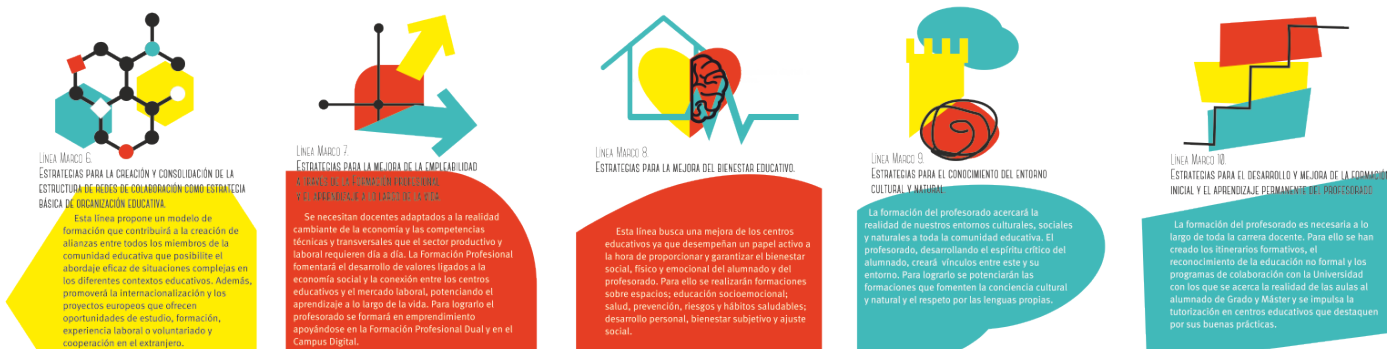 Línea Marco 6.
Estrategias para la creación y consolidación de la
estructura de redes de colaboración como estrategia
básica de organización educativa.
Esta línea propone un modelo de
formación que contribuirá a la creación de
alianzas entre todos los miembros de la
comunidad educativa que posibilite el
abordaje eficaz de situaciones complejas en
los diferentes contextos educativos. Además,
promoverá la internacionalización y los
proyectos europeos que ofrecen
oportunidades de estudio, formación,
experiencia laboral o voluntariado y
cooperación en el extranjero.
Línea Marco 7.
Estrategias para la mejora de la empleabilidad
Se necesitan docentes adaptados a la realidad
cambiante de la economía y las competencias
técnicas y transversales que el sector productivo y
laboral requieren día a día. La Formación Profesional
fomentará el desarrollo de valores ligados a la
economía social y la conexión entre los centros
educativos y el mercado laboral, potenciando el
aprendizaje a lo largo de la vida. Para lograrlo el
profesorado se formará en emprendimiento
apoyándose en la Formación Profesional Dual y en el
Campus Digital.
Línea Marco 8.
Estrategias para la mejora del bienestar educativo.
Esta línea busca una mejora de los centros
educativos ya que desempeñan un papel activo a
la hora de proporcionar y garantizar el bienestar
social, físico y emocional del alumnado y del
profesorado. Para ello se realizarán formaciones
sobre espacios; educación socioemocional;
salud, prevención, riesgos y hábitos saludables;
desarrollo personal, bienestar subjetivo y ajuste
social.
Línea Marco 9.
Estrategias para el conocimiento del entorno
cultural y natural.
La formación del profesorado acercará la
realidad de nuestros entornos culturales, sociales
y naturales a toda la comunidad educativa. El
profesorado, desarrollando el espíritu crítico del
alumnado, creará vínculos entre este y su
entorno. Para lograrlo se potenciarán las
formaciones que fomenten la conciencia cultural
y natural y el respeto por las lenguas propias.
Línea Marco 10.
Estrategias para el desarrollo y mejora de la formación
inicial y el aprendizaje permanente del profesorado.
La formación del profesorado es necesaria a lo
largo de toda la carrera docente. Para ello se han
creado los itinerarios formativos, el
reconocimiento de la educación no formal y los
programas de colaboración con la Universidad
con los que se acerca la realidad de las aulas al
alumnado de Grado y Máster y se impulsa la
tutorización en centros educativos que destaquen
por sus buenas prácticas.